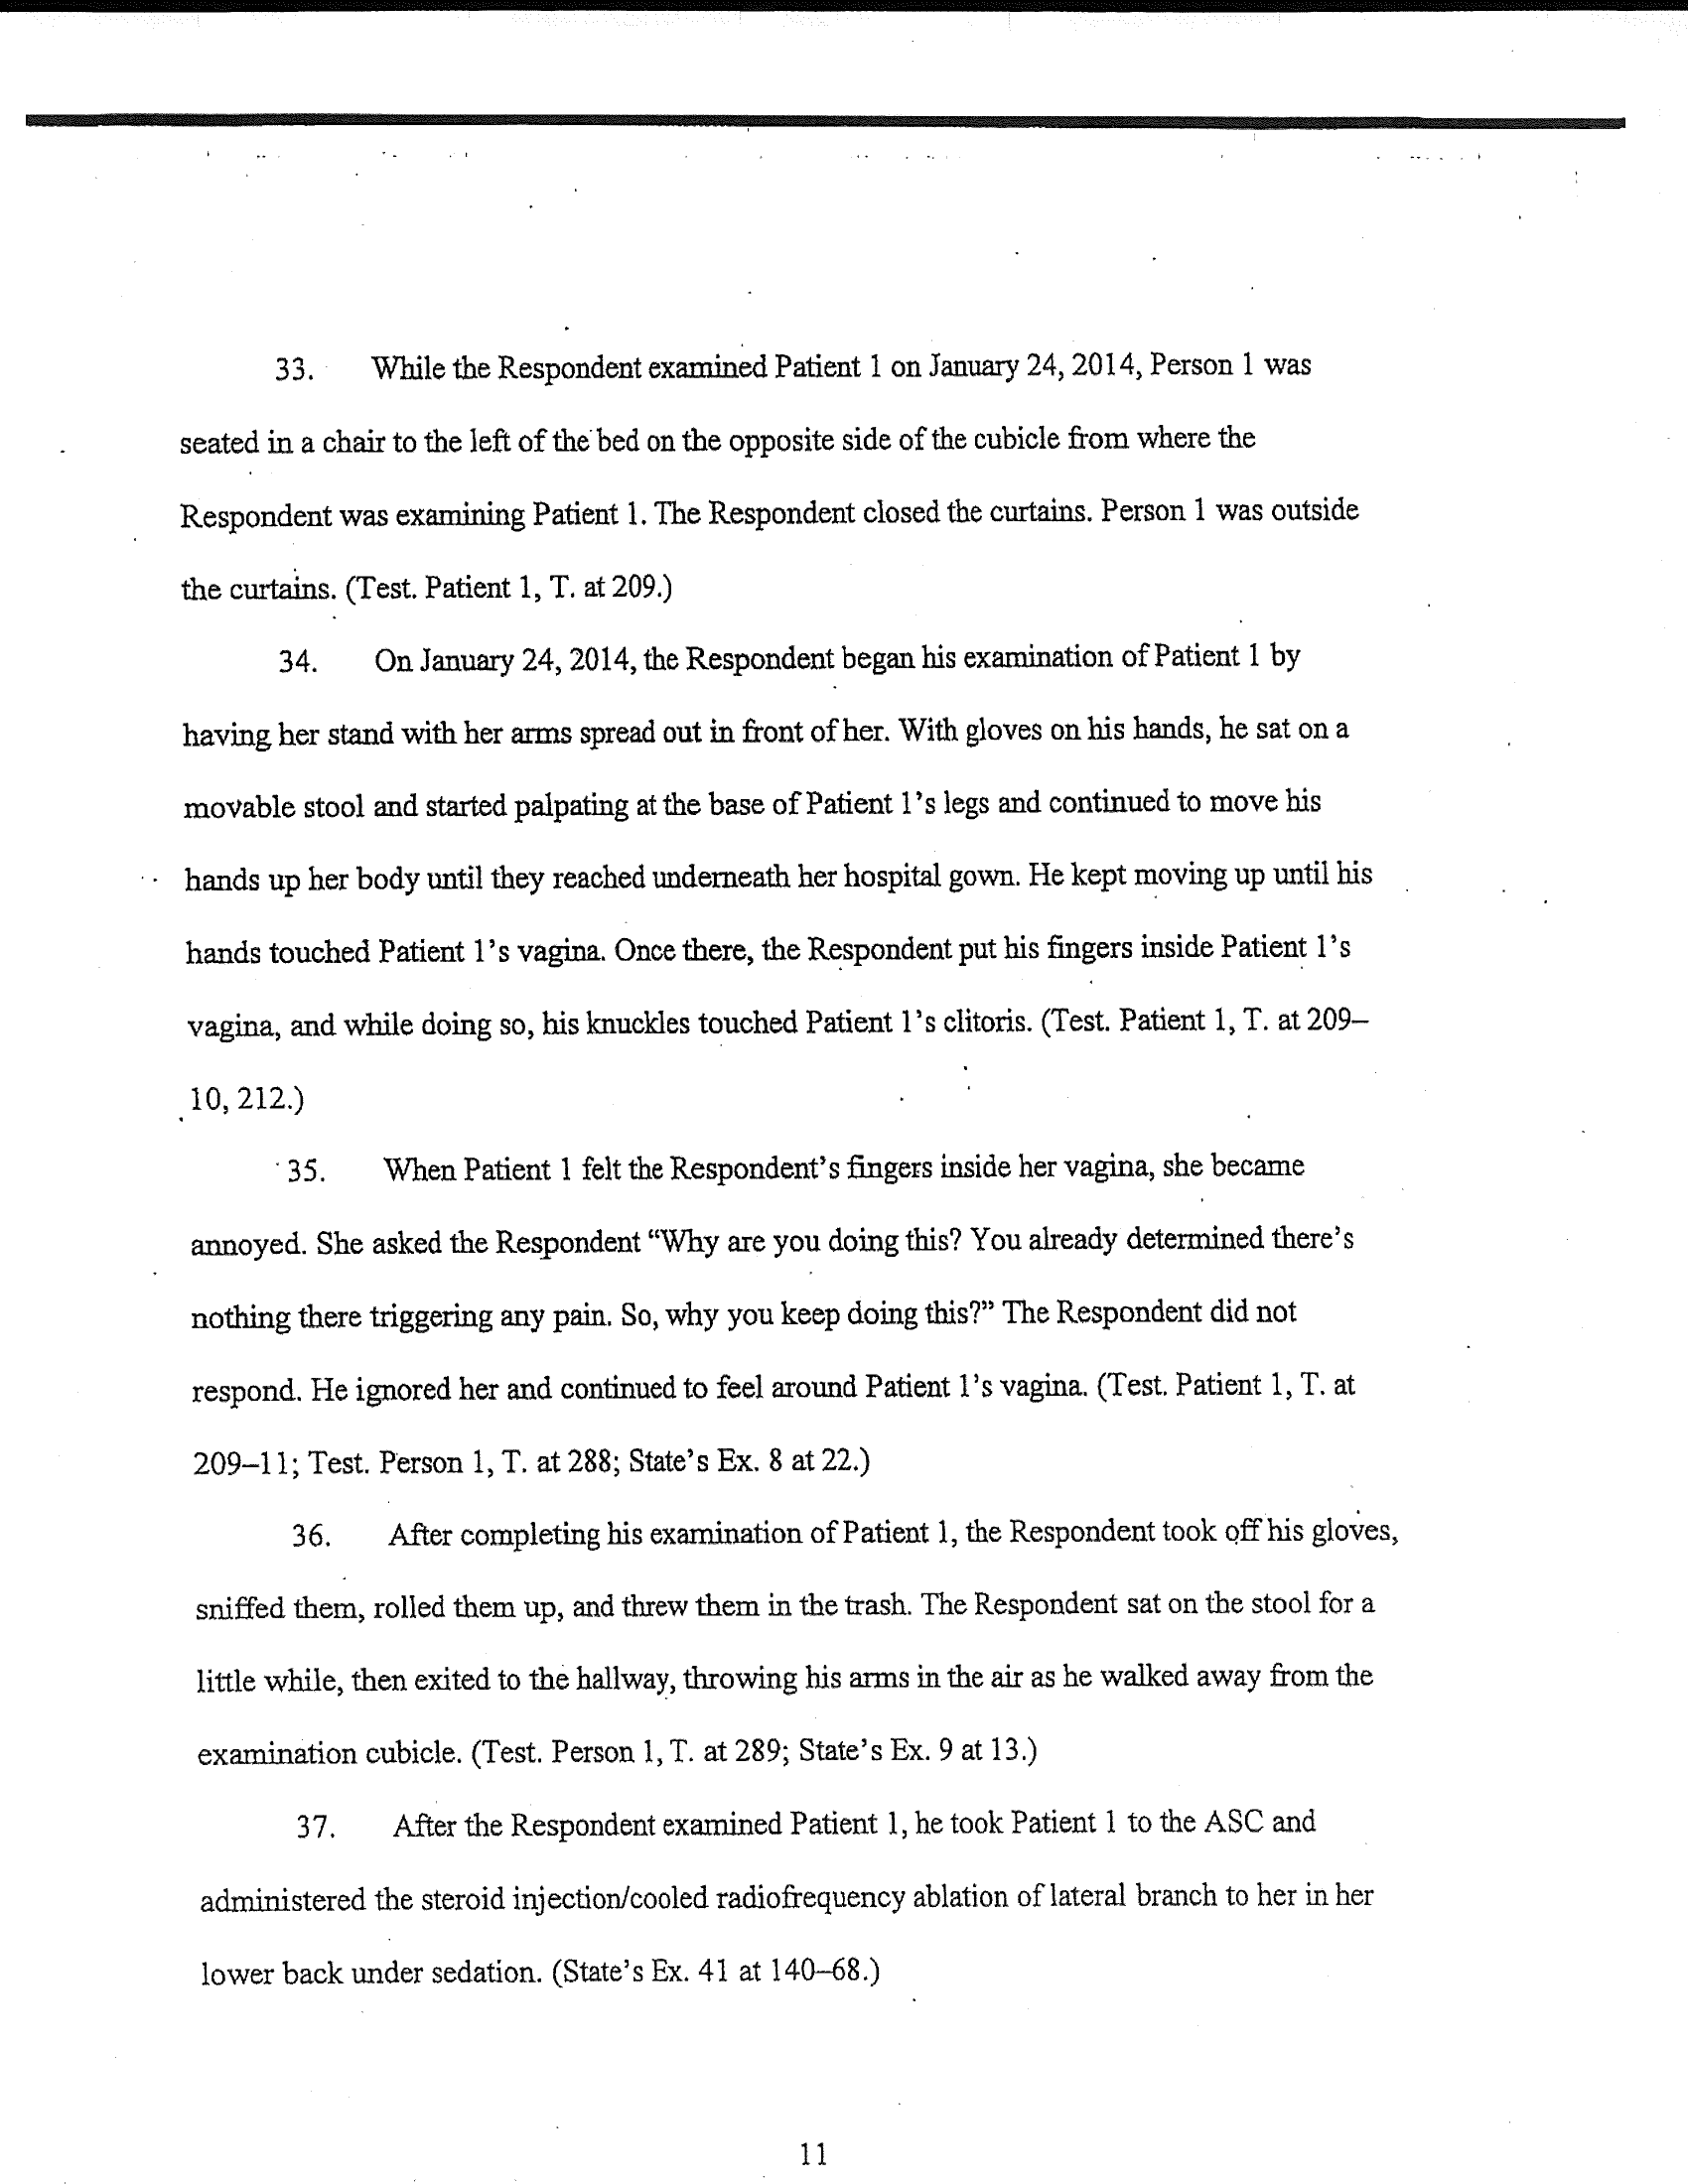 33. While the Respondent examined Patient 1 on January 24, 2014, Person 1 was
seated in a chair to the left of the bed on the opposite side of the cubicle from where the
Respondent was examining Patient 1. The Respondent closed the curtains. Person 1 was outside
the curtains. (Test. Patient 1, T. at 209.)
34. On January 24, 2014, the Respondent began his examination of Patient 1 by
having her stand with her arms spread out in front of her. With gloves on his hands, he sat on a
movable stool and started palpating at the base of Patient 1's legs and continued to move his
hands up her body until they reached underneath her hospital gown. He kept moving up until his
hands touched Patient 1's vagina. Once there, the Respondent put his fingers inside Patient 1's
vagina, and while doing so, his knuckles touched Patient 1's clitoris. (Test. Patient 1, T. at 209–
10, 212.)
35. When Patient 1 felt the Respondent's fingers inside her vagina, she became
annoyed. She asked the Respondent “Why are you doing this? You already determined there's
nothing there triggering any pain. So, why you keep doing this?” The Respondent did not
respond. He ignored her and continued to feel around Patient 1's vagina. (Test. Patient 1, T. at
209–11; Test. Person 1, T. at 288; State's Ex. 8 at 22.)
36. After completing his examination of Patient 1, the Respondent took off his gloves,
sniffed them, rolled them up, and threw them in the trash. The Respondent sat on the stool for a
little while, then exited to the hallway, throwing his arms in the air as he walked away from the
examination cubicle. (Test. Person 1, T. at 289; State's Ex. 9 at 13.)
37. After the Respondent examined Patient 1, he took Patient 1 to the ASC and
administered the steroid injection/cooled radiofrequency ablation of lateral branch to her in her
lower back under sedation. (State's Ex. 41 at 140–68.)
11